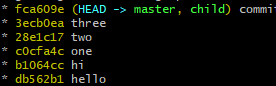 * fca609e (HEAD -> master, child) commi
* 3ecb0ea three
* 28e1c17 two
* c0cfa4c one
* b1064cc hi
* db562b1 hello